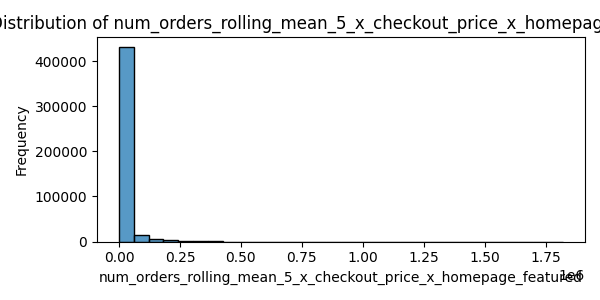 Distribution of num_orders_rolling_mean_5_x_checkout_price_x_homepag
400000
300000
200000
100000
0
Frequency
0.00 0.25 0.50 0.75 1.00 1.25 1.50 1.75
1e6
num_orders_rolling_mean_5_x_checkout_price_x_homepage_featured